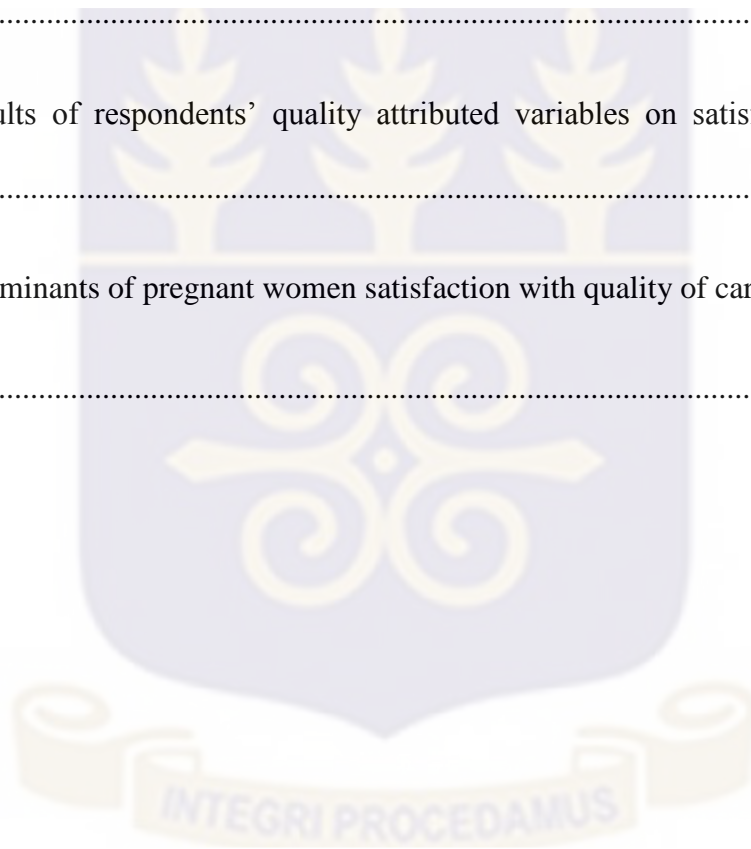 ................................................................................
ults of respondents’ quality attributed variables on satis
................................................................................
minants of pregnant women satisfaction with quality of car
................................................................................
INTEGRI PROCEDAMUS